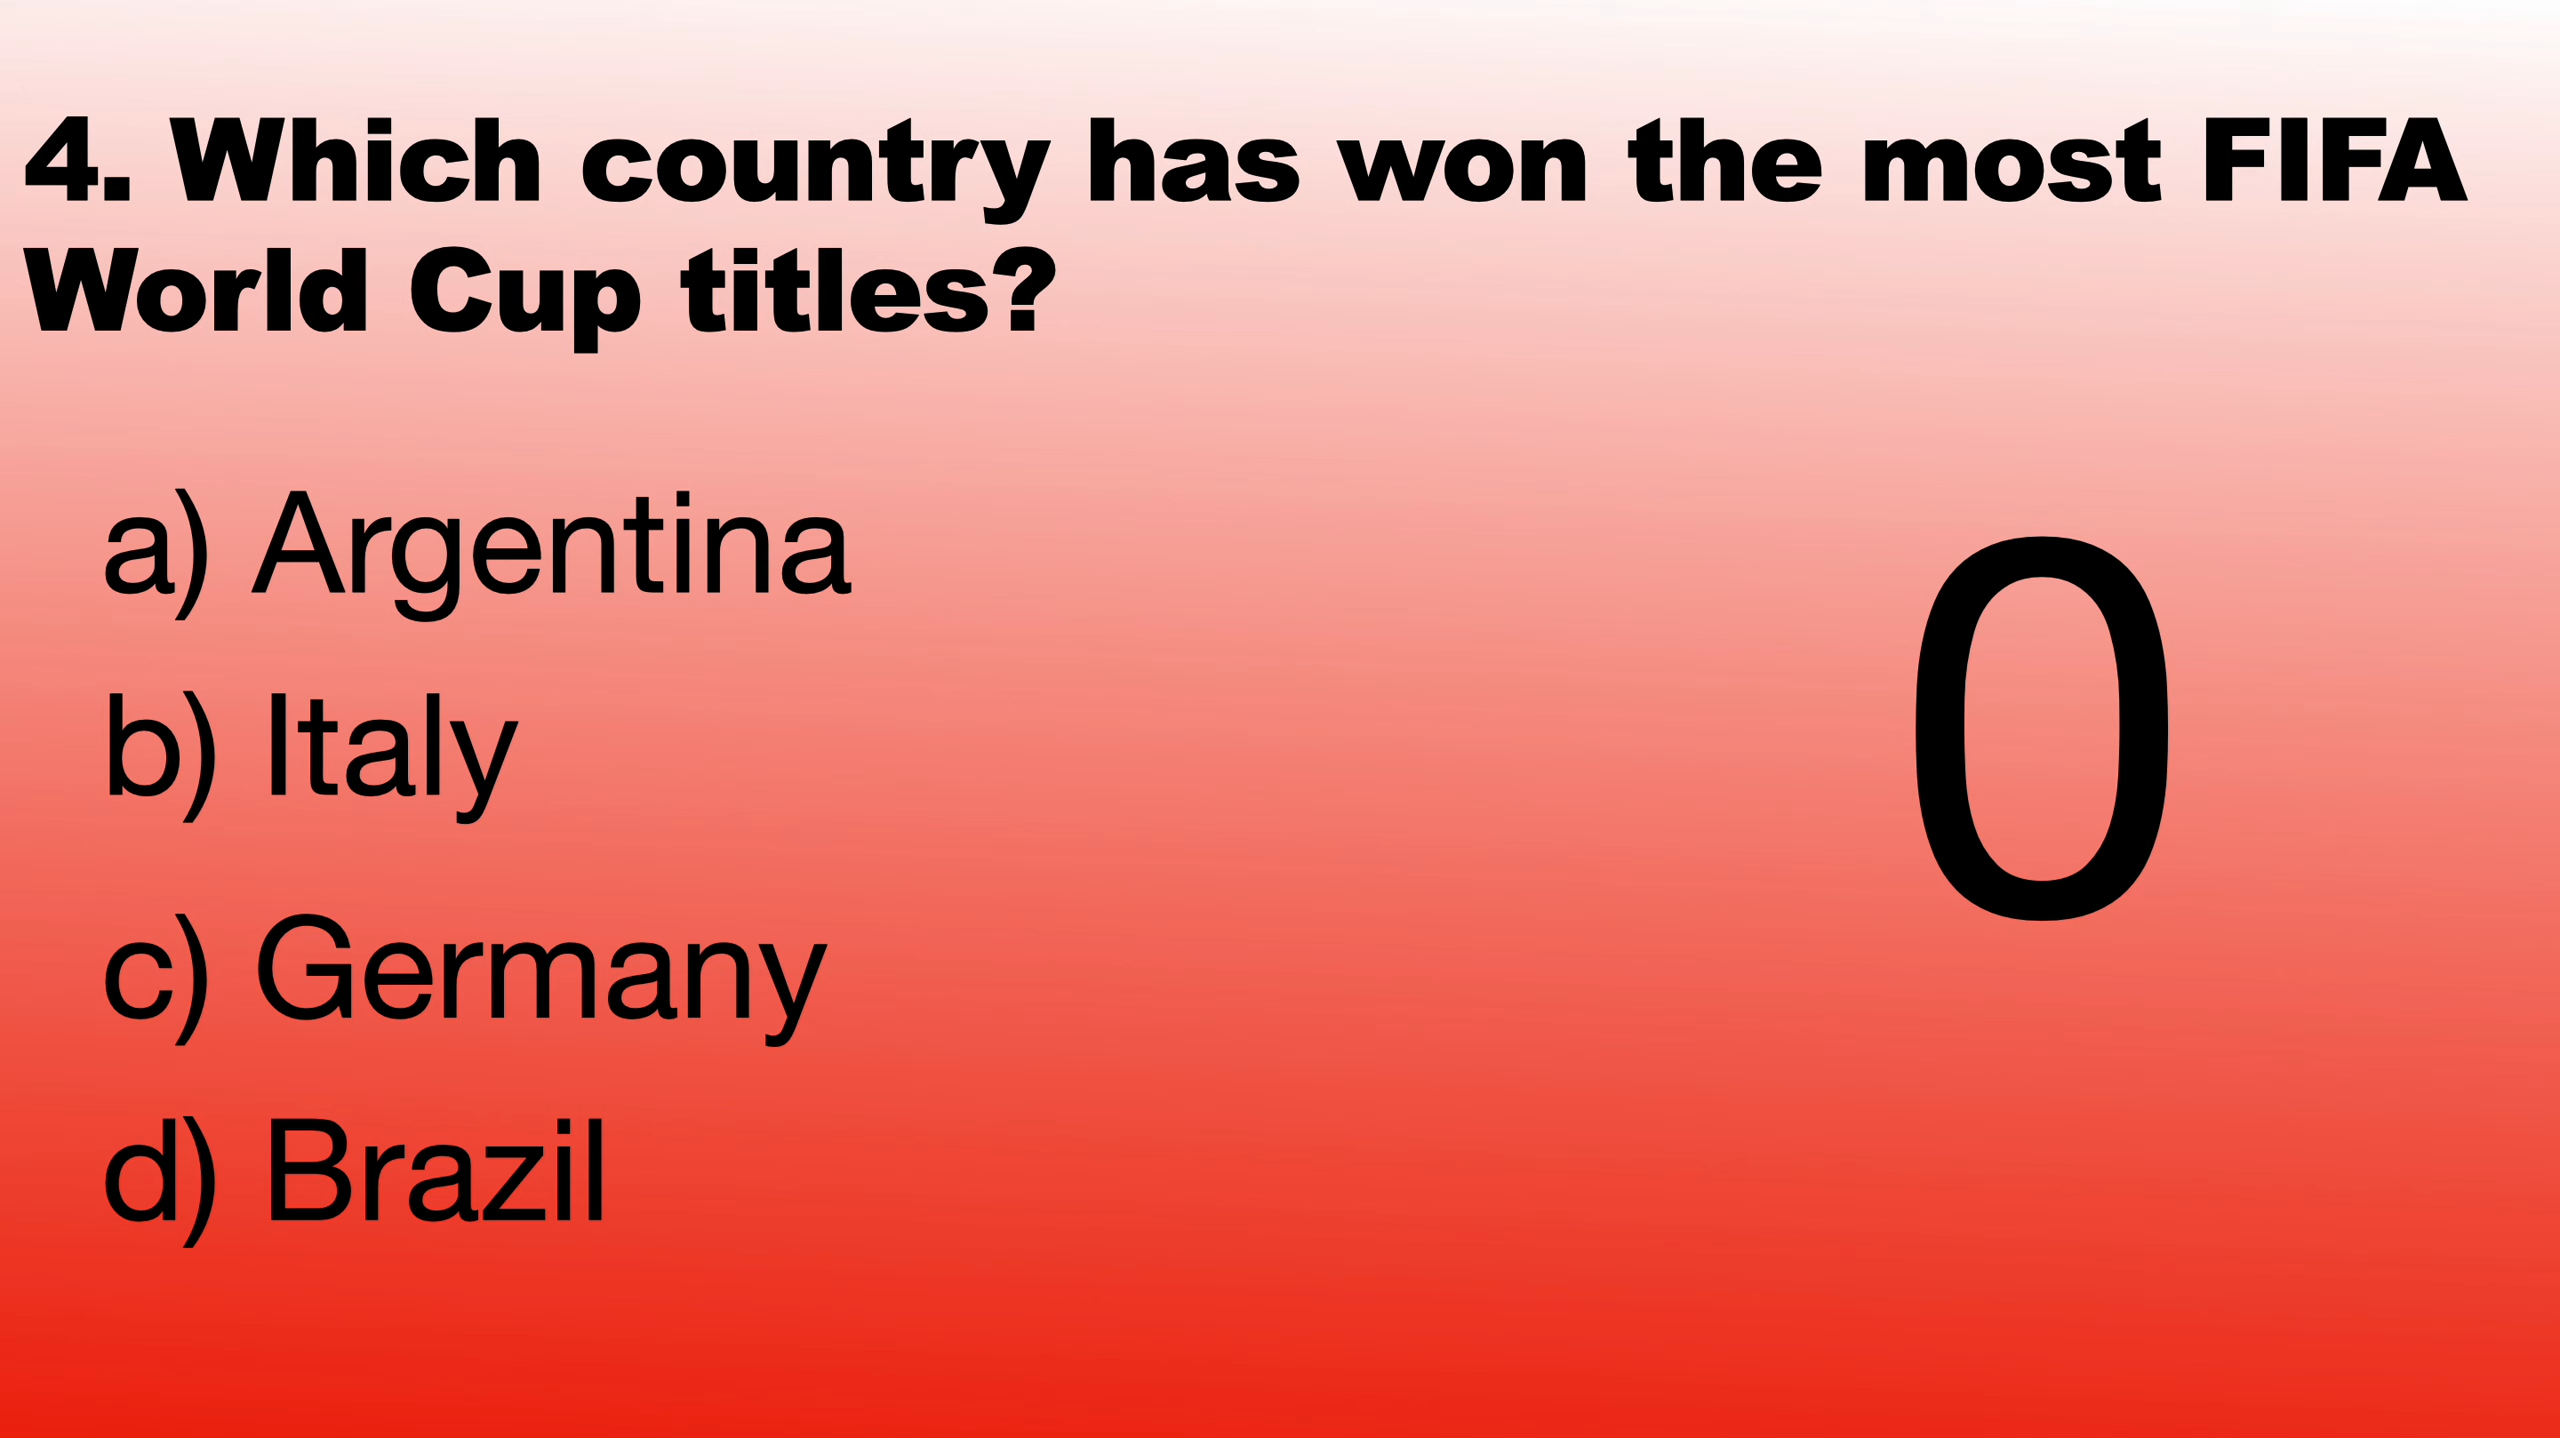 4. Which country has won the most FIFA
World Cup titles?
a) Argentina
b) Italy
c) Germany
d) Brazil
0